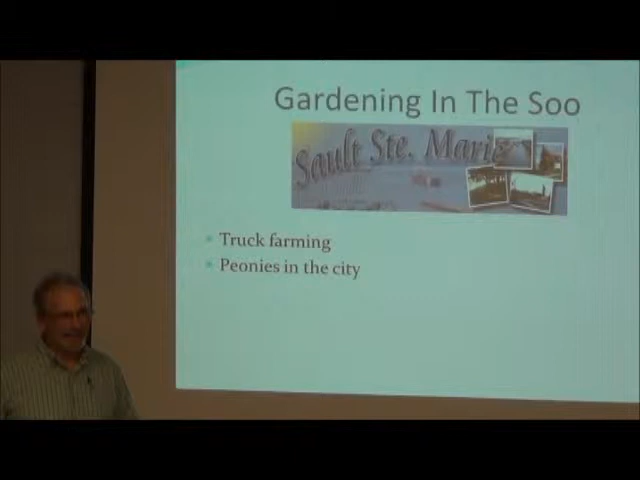 Gardening In The Soo
Sault Ste. Marie
Truck farming
Peonies in the city